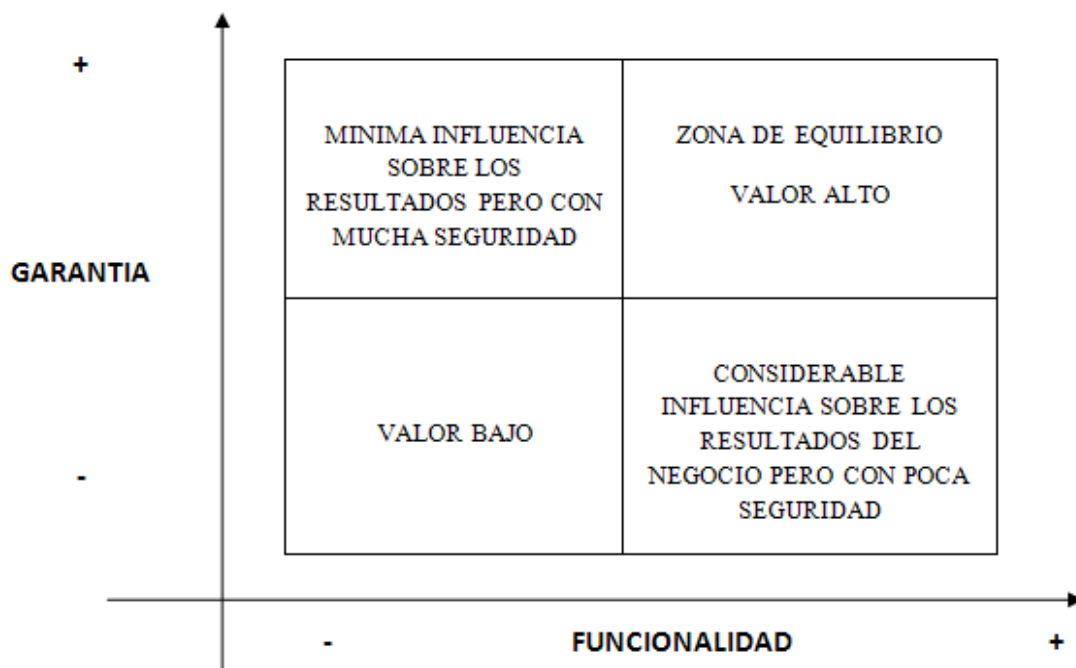 +
MINIMA INFLUENCIA
SOBRE LOS
RESULTADOS PERO CON
MUCHA SEGURIDAD
ZONA DE EQUILIBRIO
VALOR ALTO
GARANTIA
VALOR BAJO
CONSIDERABLE
INFLUENCIA SOBRE LOS
RESULTADOS DEL
NEGOCIO PERO CON POCA
SEGURIDAD
-
- FUNCIONALIDAD +